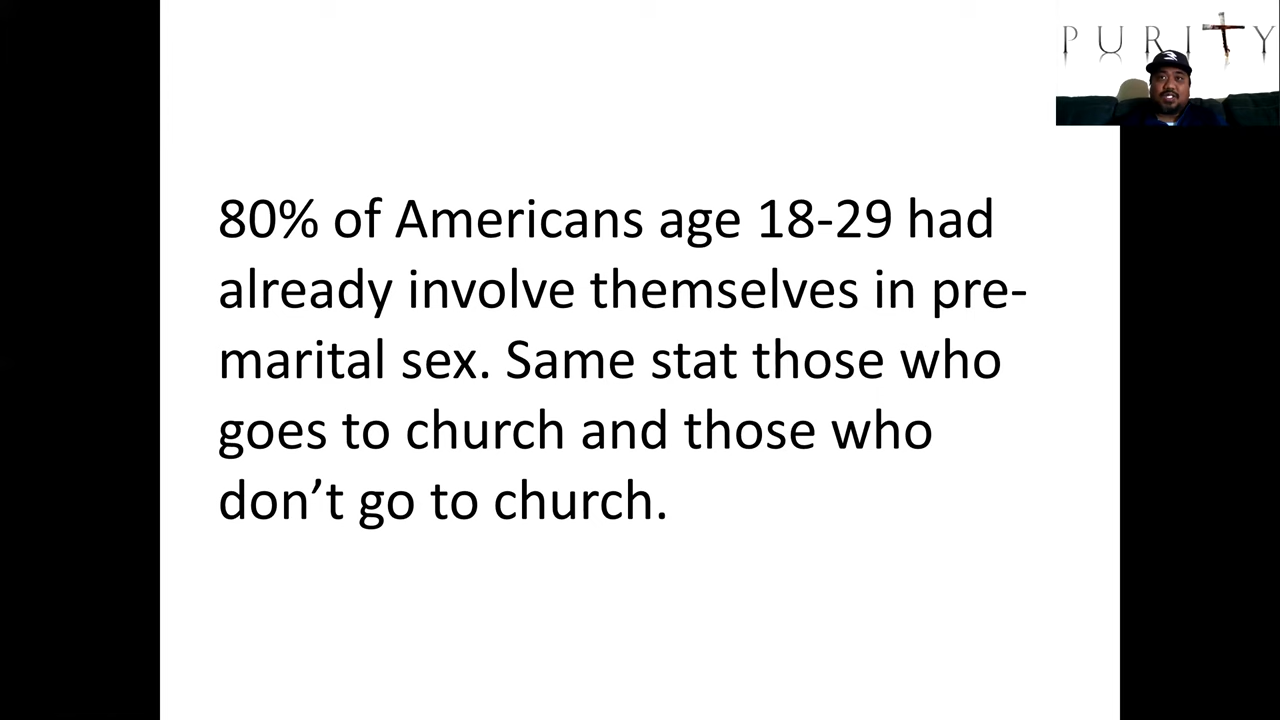 PURITY
80% of Americans age 18-29 had
already involve themselves in pre-
marital sex. Same stat those who
goes to church and those who
don’t go to church.